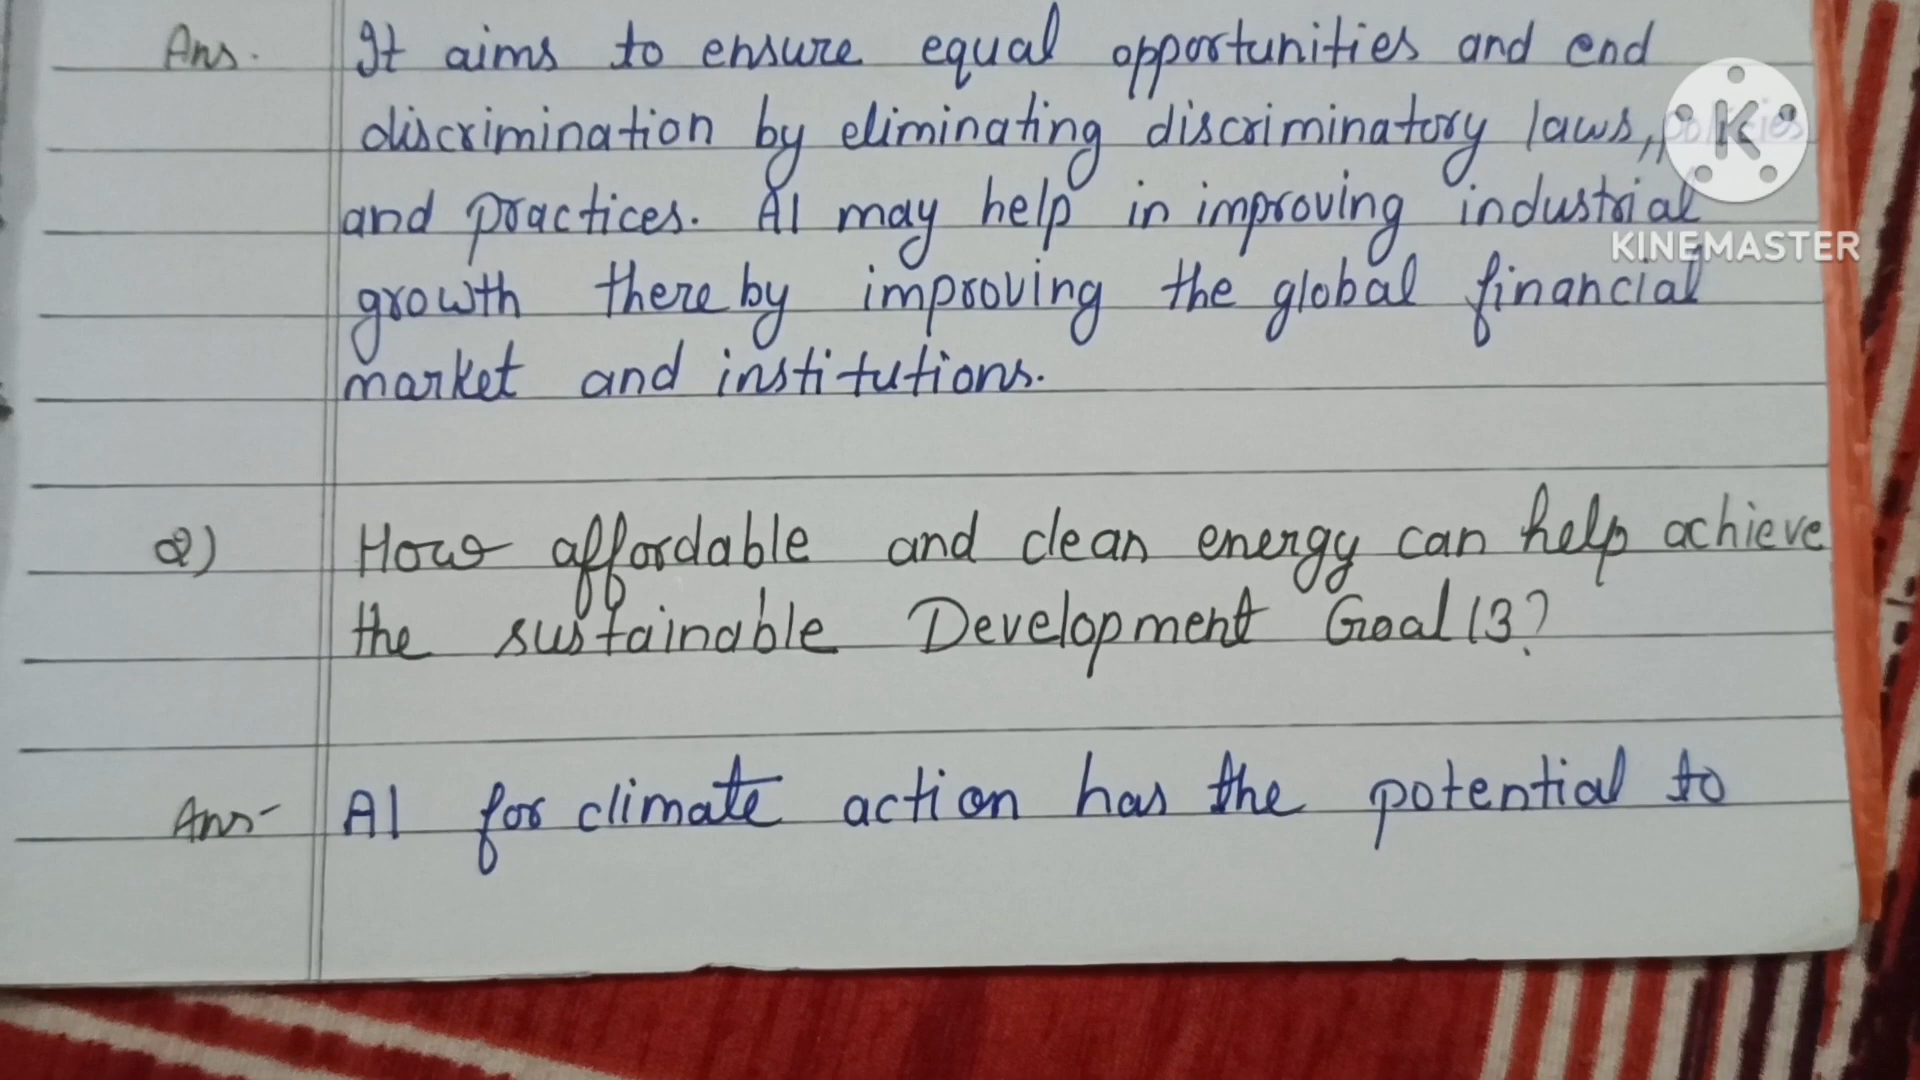 Ans. It aims to ensure equal opportunities and end
discrimination by eliminating discriminatory laws, policies
and practices. AI may help in improving industrial
growth thereby improving the global financial
market and institutions.
KINEMASTER
Q) How affordable and clean energy can help achieve
the sustainable Development Goal 13?
Ans- AI for climate action has the potential to